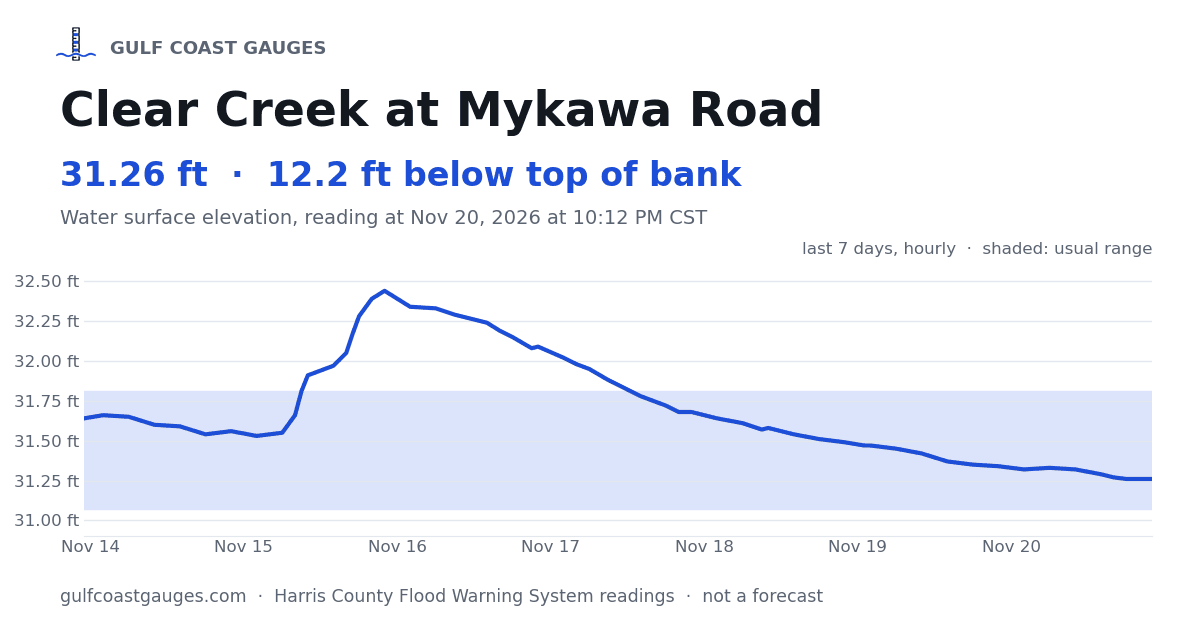 GULF COAST GAUGES
Clear Creek at Mykawa Road
31.26 ft · 12.2 ft below top of bank
Water surface elevation, reading at Nov 20, 2026 at 10:12 PM CST
last 7 days, hourly · shaded: usual range
32.50 ft
32.25 ft
32.00 ft
31.75 ft
31.50 ft
31.25 ft
31.00 ft
Nov 14 Nov 15 Nov 16 Nov 17 Nov 18 Nov 19 Nov 20
gulfcoastgauges.com · Harris County Flood Warning System readings · not a forecast